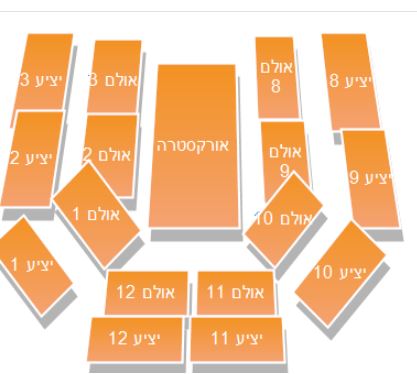 יציע 8
אולם
8
אולם 3
יציע 3
אורקסטרה
אולם
9
אולם 2
יציע 2
יציע 9
אולם 10
אולם 1
יציע 10
יציע 1
אולם 11
אולם 12
יציע 11
יציע 12